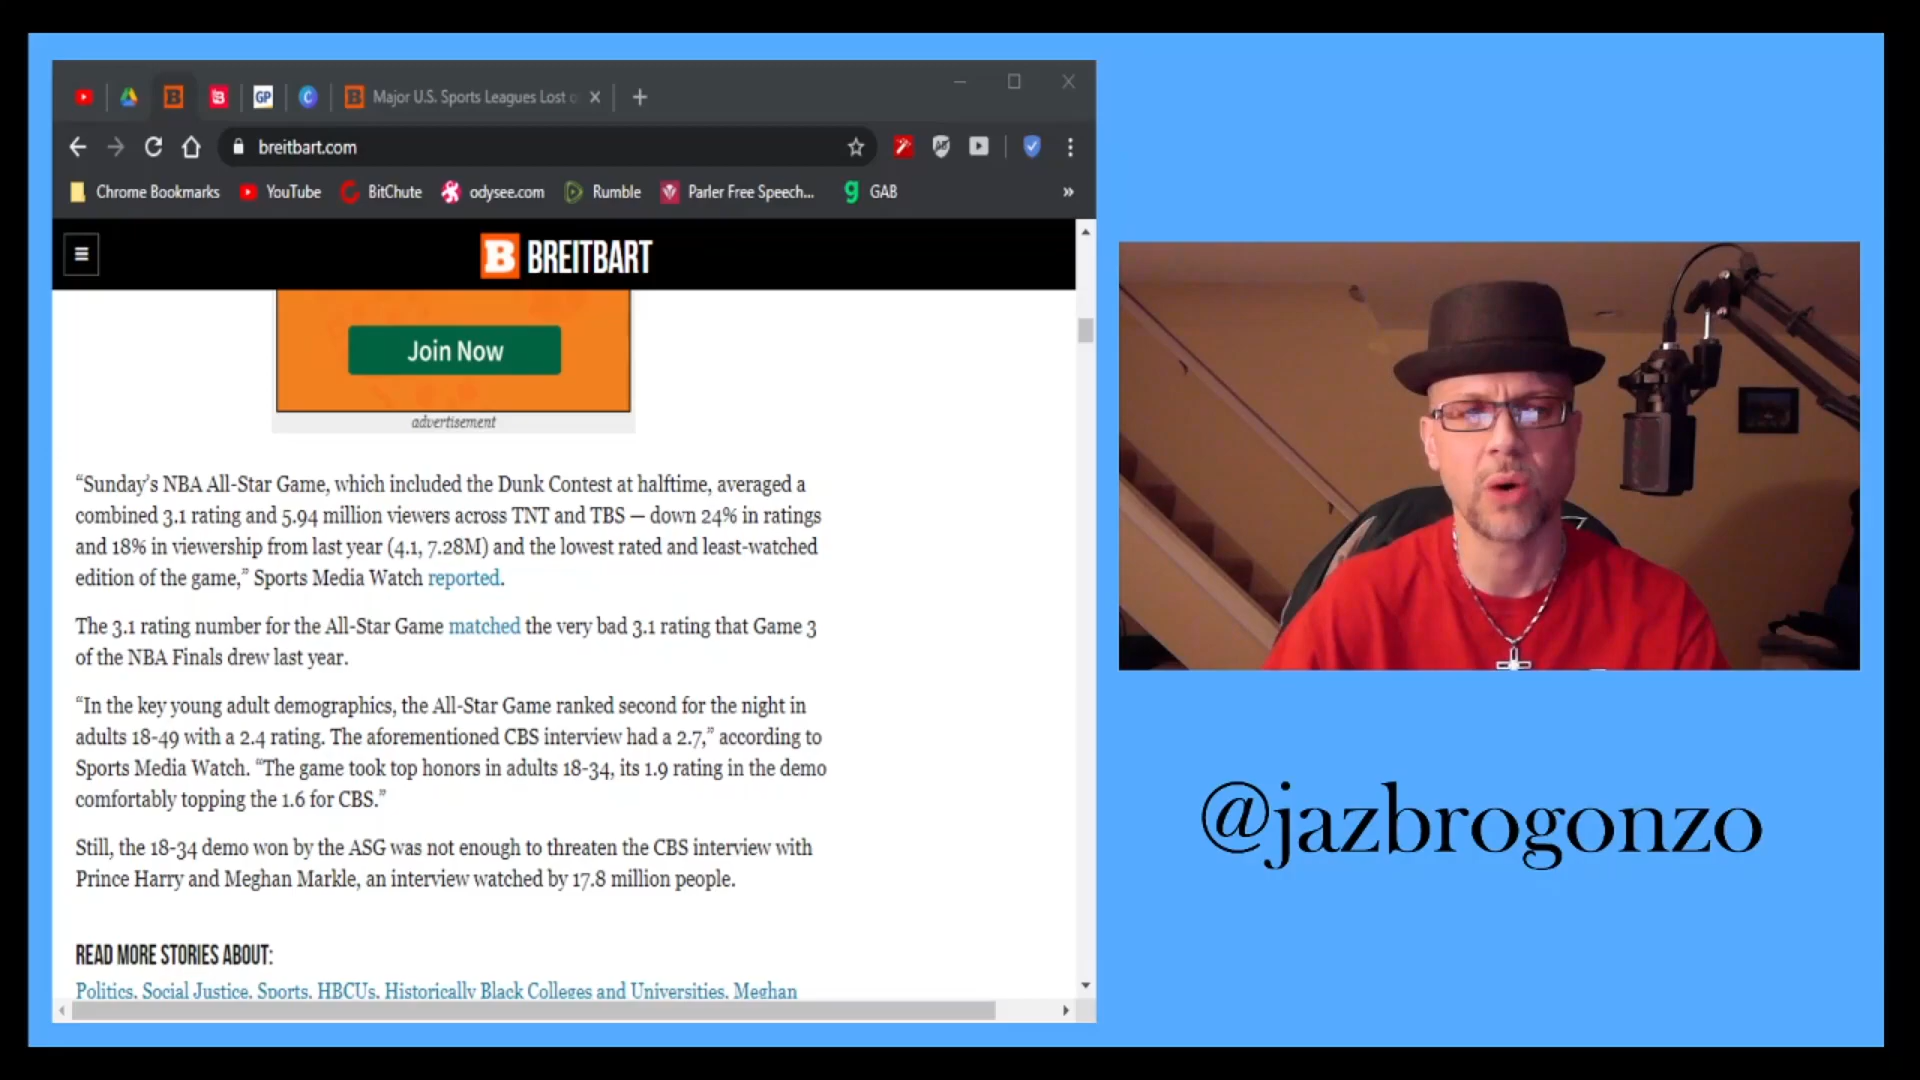 GP
Major U.S. Sports Leagues Lost
breitbart.com
Chrome Bookmarks YouTube BitChute odysee.com Rumble Parler Free Speech... GAB
B BREITBART
Join Now
advertisement
“Sunday’s NBA All-Star Game, which included the Dunk Contest at halftime, averaged a
combined 3.1 rating and 5.94 million viewers across TNT and TBS — down 24% in ratings
and 18% in viewership from last year (4.1, 7.28M) and the lowest rated and least-watched
edition of the game,” Sports Media Watch reported.
The 3.1 rating number for the All-Star Game matched the very bad 3.1 rating that Game 3
of the NBA Finals drew last year.
“In the key young adult demographics, the All-Star Game ranked second for the night in
adults 18-49 with a 2.4 rating. The aforementioned CBS interview had a 2.7,” according to
Sports Media Watch. “The game took top honors in adults 18-34, its 1.9 rating in the demo
comfortably topping the 1.6 for CBS.”
Still, the 18-34 demo won by the ASG was not enough to threaten the CBS interview with
Prince Harry and Meghan Markle, an interview watched by 17.8 million people.
READ MORE STORIES ABOUT:
Politics, Social Justice, Sports, HBCUs, Historically Black Colleges and Universities, Meghan
@jazbrogonzo